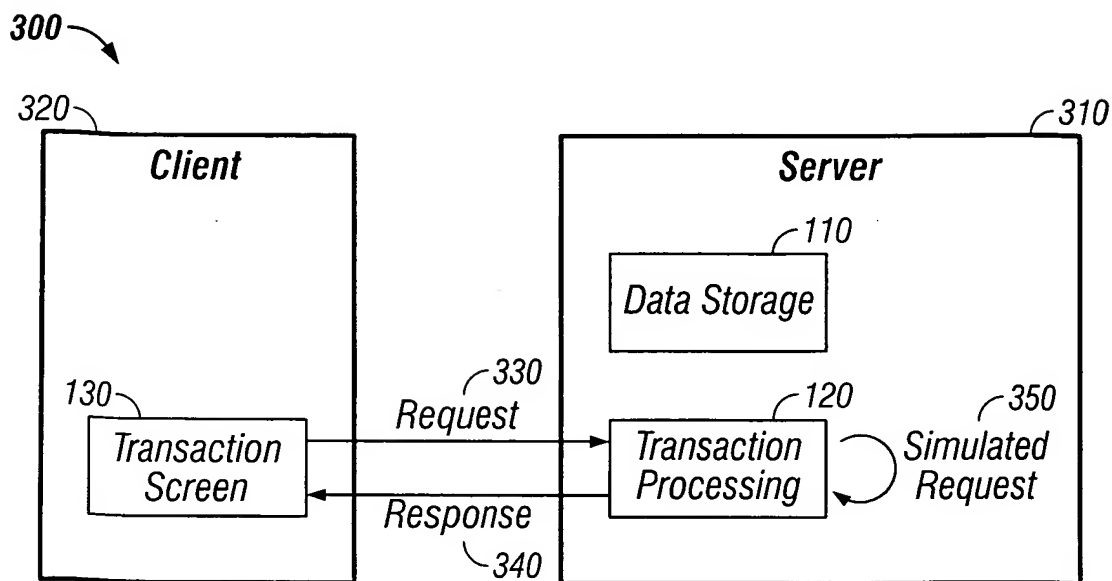 300
320
310
Client
Server
110
Data Storage
330
130
Request
120
350
Transaction
Screen
Transaction
Processing
Simulated
Request
Response
340